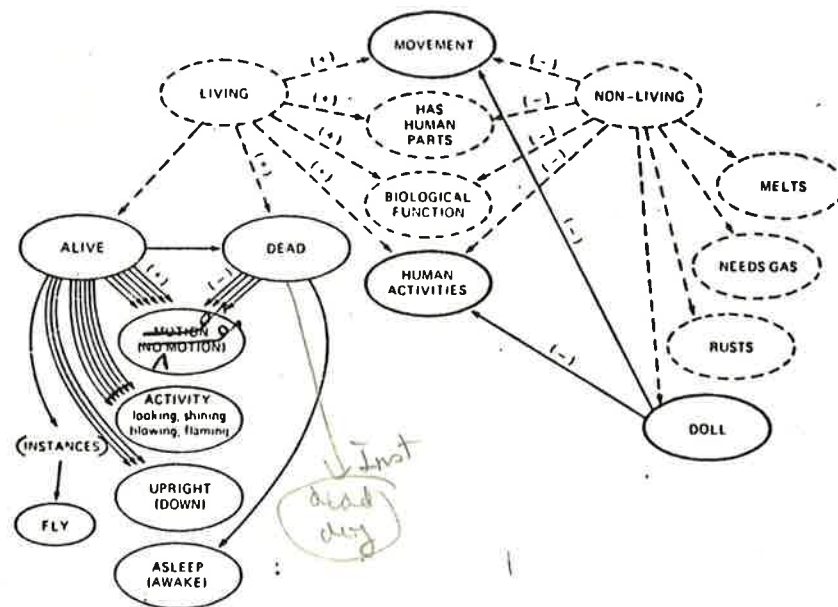 MOVEMENT
(+)
(-)
LIVING
NON-LIVING
(+)
(-)
HAS
HUMAN
PARTS
(+)
(-)
(+)
(+)
(-)
BIOLOGICAL
FUNCTION
MELTS
ALIVE
DEAD
HUMAN
ACTIVITIES
NEEDS GAS
(+)
(-)
(-)
MOTION
(NO MOTION)
RUSTS
(-)
ACTIVITY
looking, shining
blowing, flaming
DOLL
(INSTANCES)
Inst
UPRIGHT
(DOWN)
dead
FLY
ASLEEP
(AWAKE)